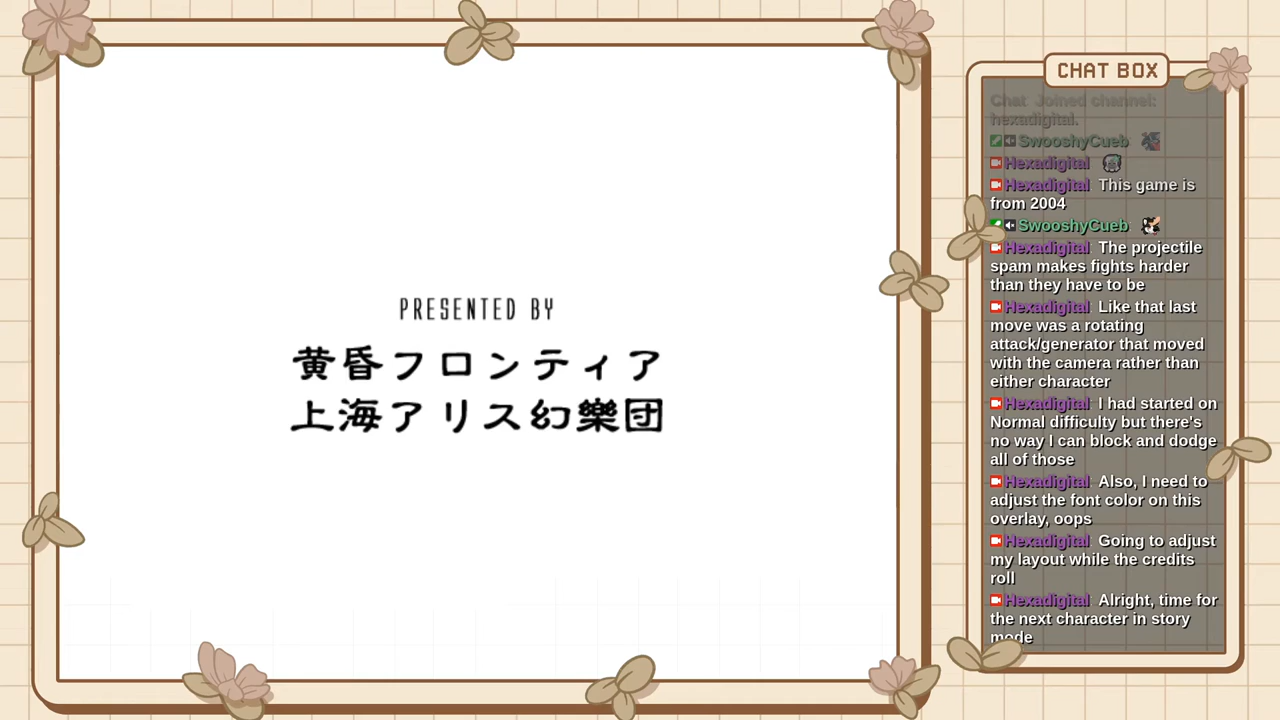 PRESENTED BY
黄昏フロンティア
上海アリス幻樂団
CHAT BOX
Chat Joined channel:
hexadigital.
SwooshyCueb
Hexadigital
Hexadigital This game is
from 2004
SwooshyCueb
Hexadigital The projectile
spam makes fights harder
than they have to be
Hexadigital Like that last
move was a rotating
attack/generator that moved
with the camera rather than
either character
Hexadigital I had started on
Normal difficulty but there's
no way I can block and dodge
all of those
Hexadigital Also, I need to
adjust the font color on this
overlay, oops
Hexadigital Going to adjust
my layout while the credits
roll
Hexadigital Alright, time for
the next character in story
mode